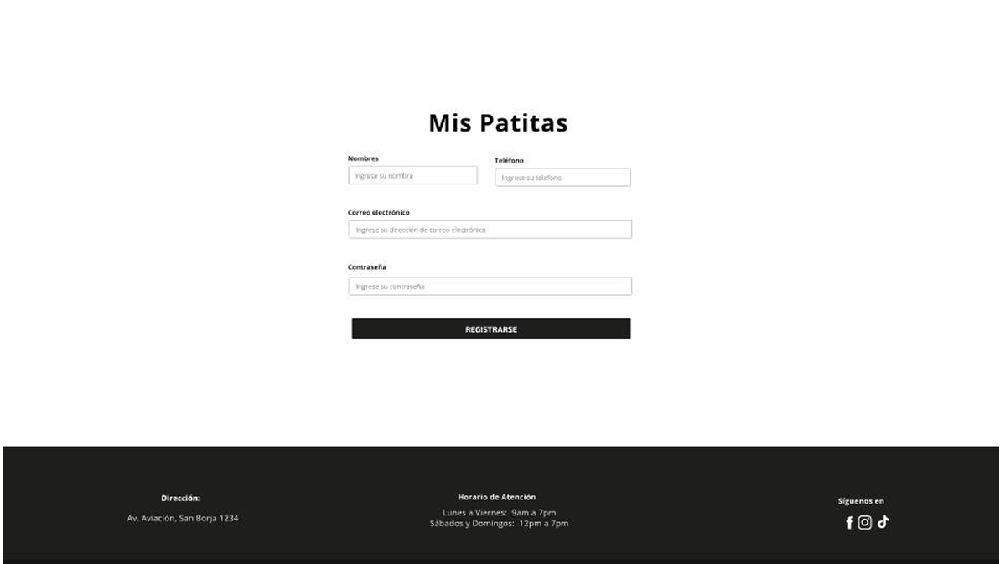 Mis Patitas
Nombres
Teléfono
Ingrese su nombre
Ingrese su telefono
Correo electrónico
Ingrese su dirección de correo electrónico
Contraseña
Ingrese su contraseña
REGISTRARSE
Dirección:
Av. Aviación, San Borja 1234
Horario de Atención
Lunes a Viernes: 9am a 7pm
Sábados y Domingos: 12pm a 7pm
Síguenos en